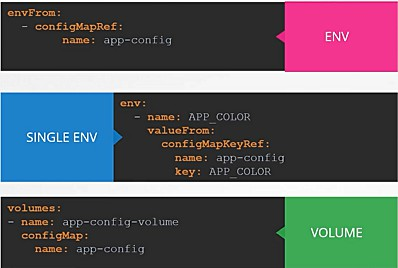 envFrom:
  - configMapRef:
        name: app-config
ENV
SINGLE ENV
env:
  - name: APP_COLOR
    valueFrom:
      configMapKeyRef:
        name: app-config
        key: APP_COLOR
volumes:
- name: app-config-volume
  configMap:
    name: app-config
VOLUME